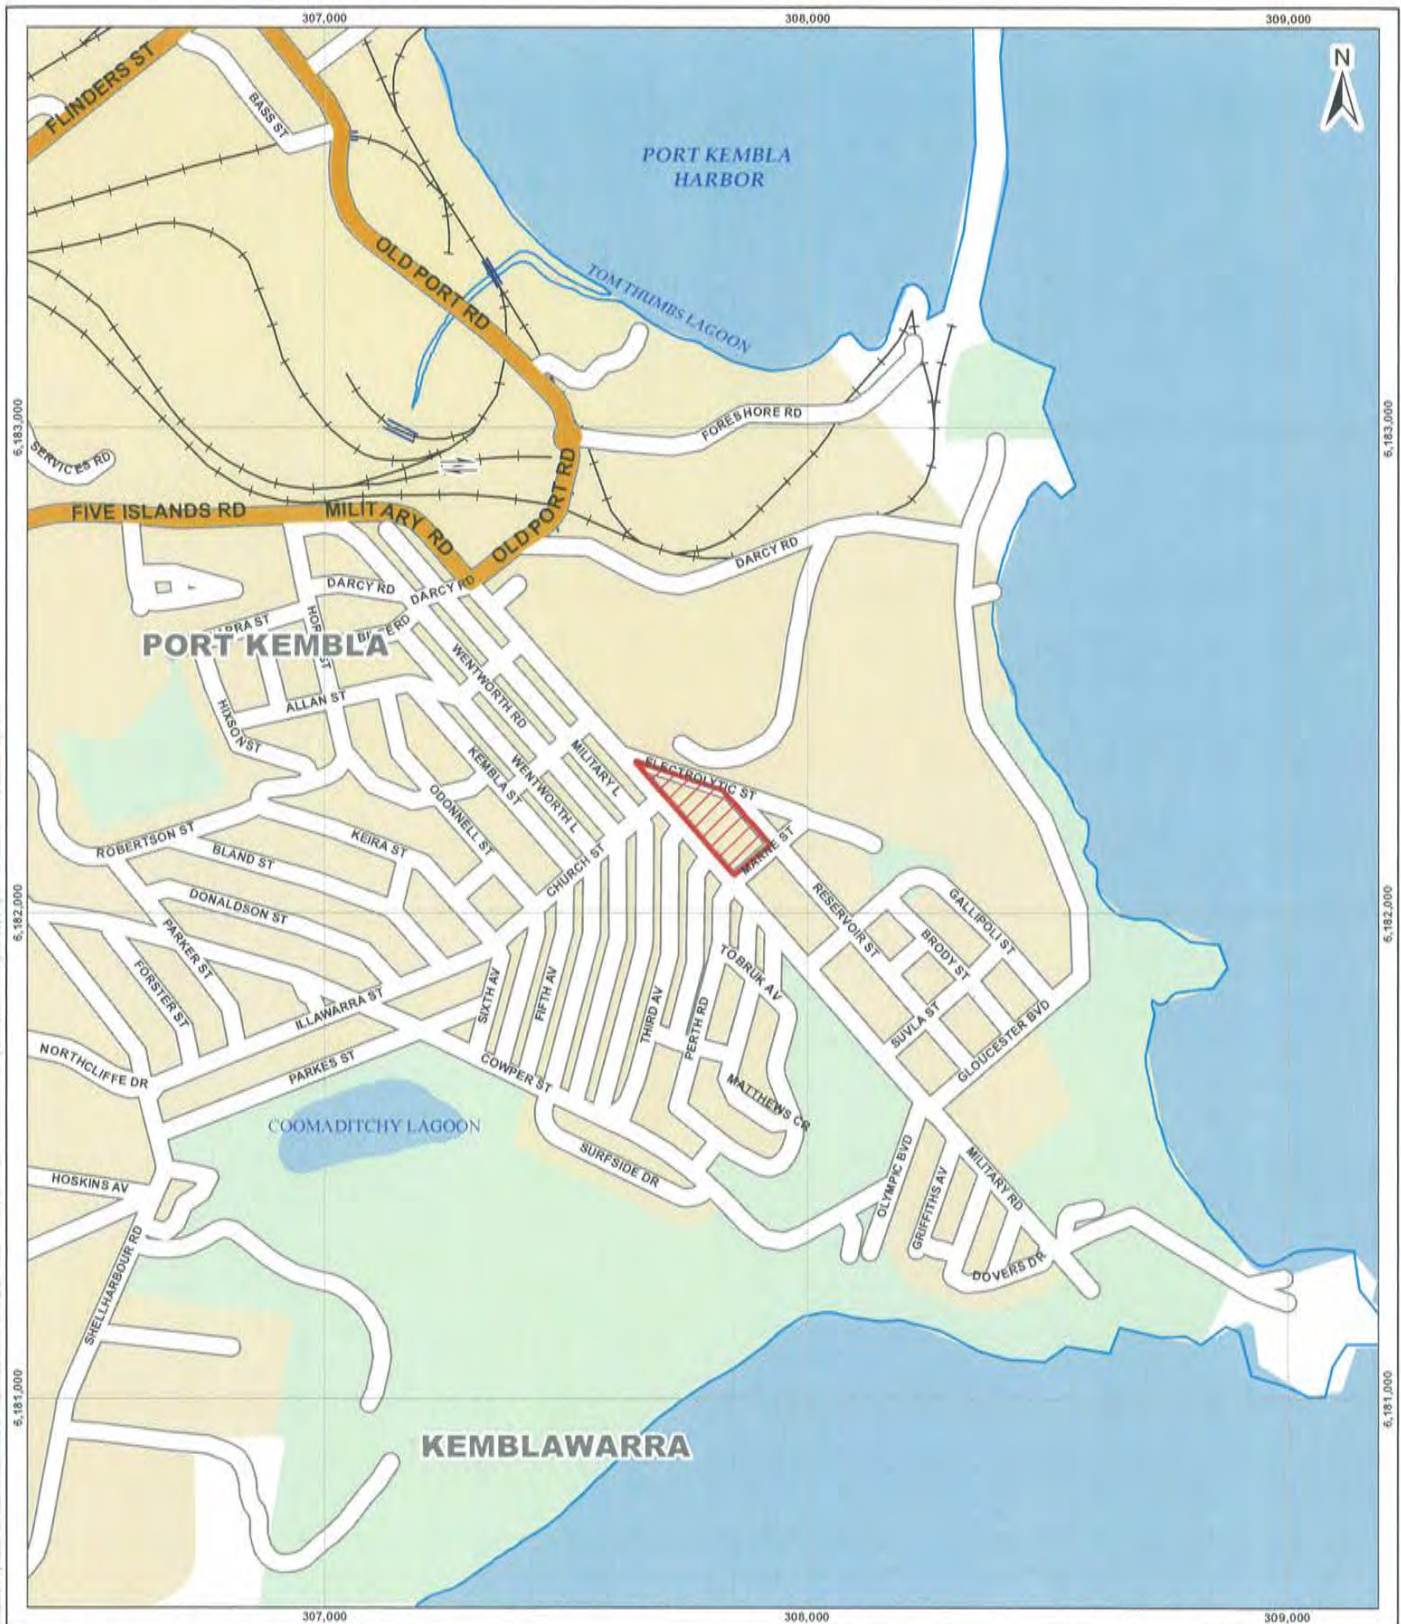 307,000
308,000
309,000
N
FLINDERS ST
BASS ST
PORT KEMBLA
HARBOR
OLD PORT RD
TOM THUMBS LAGOON
6,183,000
6,183,000
FORESHORE RD
SERVICES RD
FIVE ISLANDS RD
MILITARY RD
OLD PORT RD
DARCY RD
DARCY RD
DARCY RD
PORT KEMBLA
WENTWORTH RD
ALLAN ST
HIXSON ST
KEMBLA ST
WENTWORTH L
MILITARY L
ELECTROLYTIC ST
ODONNELL ST
ROBERTSON ST
KEIRA ST
BLAND ST
CHURCH ST
MARNE ST
DONALDSON ST
RESERVOIR ST
GALLIPOLI ST
6,182,000
6,182,000
PARKER ST
BRODY ST
FORSTER ST
TOBRUK AV
SIXTH AV
FIFTH AV
THIRD AV
PERTH RD
ILLAWARRA ST
SUVLA ST
GLOUCESTER BVD
NORTHCLIFFE DR
PARKES ST
COWPER ST
MATTHEWS CR
COOMADITCHY LAGOON
SURFSIDE DR
OLYMPIC BVD
GRIFFITHS AV
MILITARY RD
HOSKINS AV
SHELLHARBOUR RD
DOVERS DR
6,181,000
6,181,000
KEMBLAWARRA
307,000
308,000
309,000